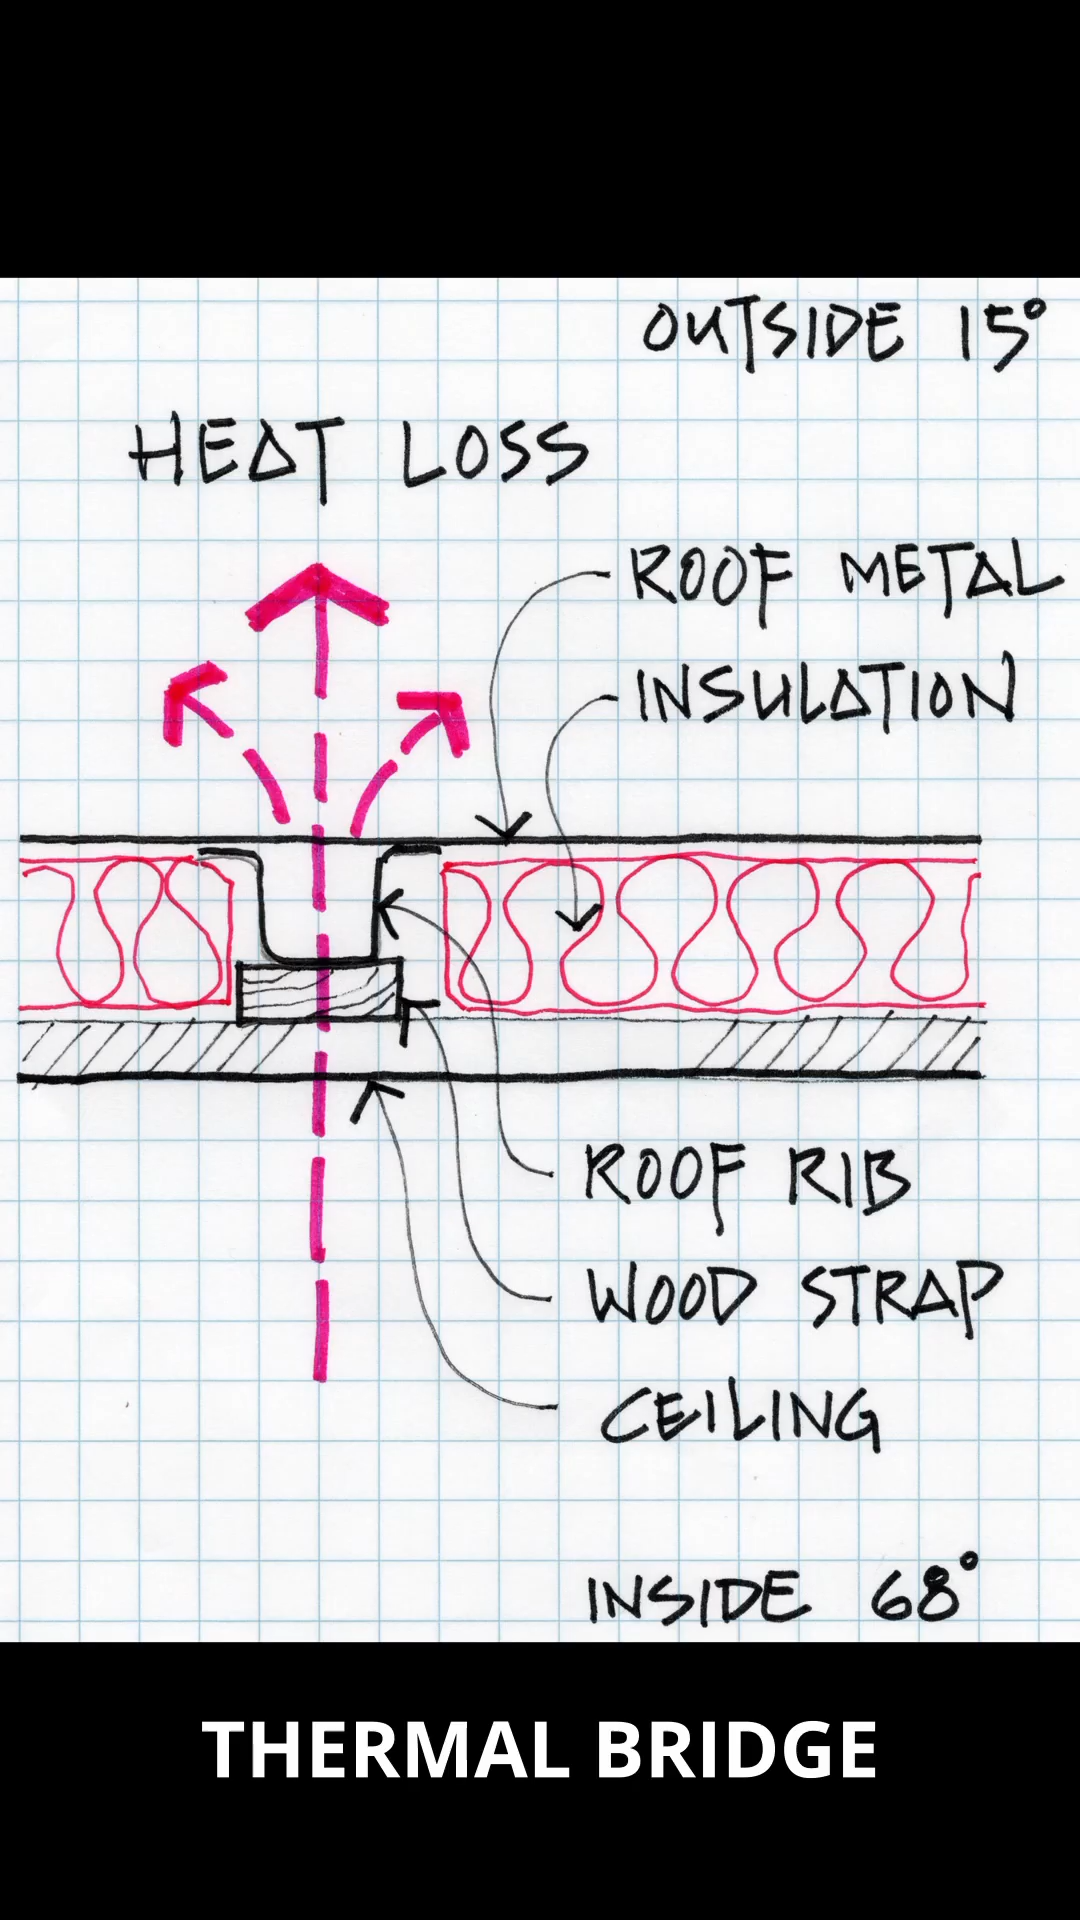 OUTSIDE 15°
HEAT LOSS
ROOF METAL
INSULATION
ROOF RIB
WOOD STRAP
CEILING
INSIDE 68°
THERMAL BRIDGE